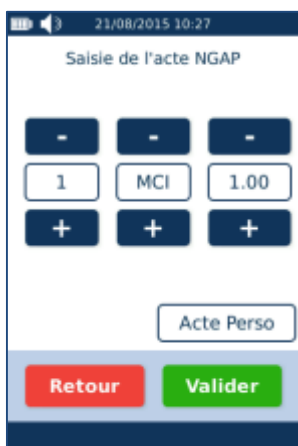 21/08/2015 10:27
Saisie de l'acte NGAP
- - -
1 MCI 1.00
+ + +
Acte Perso
Retour Valider